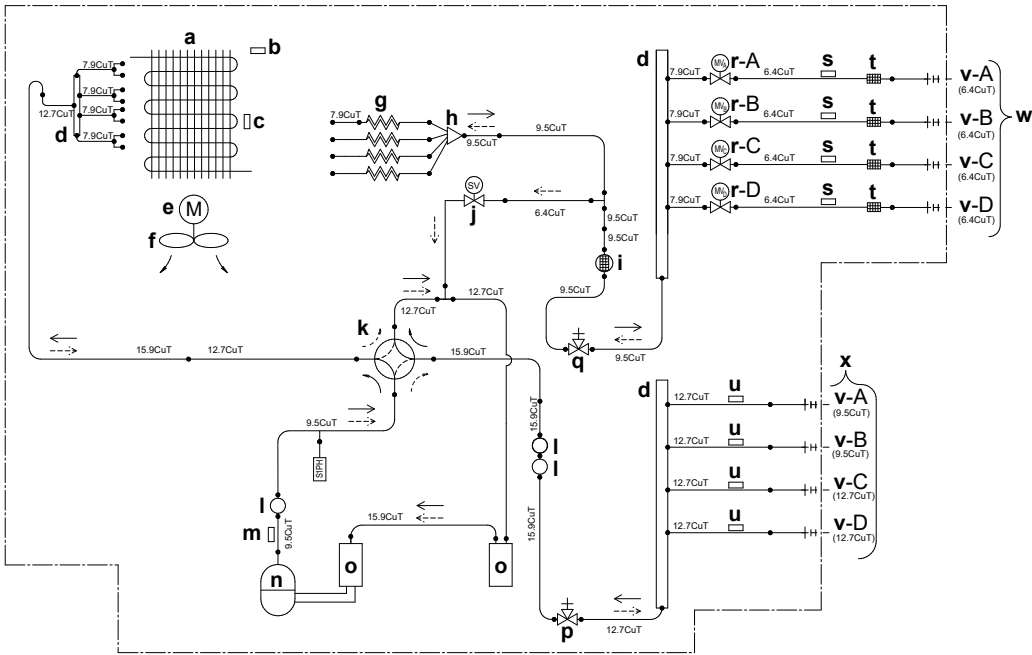 a
b
7.9CuT
7.9CuT
7.9CuT
7.9CuT
12.7CuT
d
c
e
M
f
7.9CuT
g
h
9.5CuT
9.5CuT
SV
j
6.4CuT
9.5CuT
9.5CuT
i
9.5CuT
q
9.5CuT
d
7.9CuT
r-A
6.4CuT
s
t
v-A
(6.4CuT)
7.9CuT
r-B
6.4CuT
s
t
v-B
(6.4CuT)
7.9CuT
r-C
6.4CuT
s
t
v-C
(6.4CuT)
7.9CuT
r-D
6.4CuT
s
t
v-D
(6.4CuT)
w
12.7CuT
12.7CuT
k
15.9CuT
12.7CuT
15.9CuT
9.5CuT
S1PH
l
m
9.5CuT
n
15.9CuT
o
o
15.9CuT
l
l
15.9CuT
p
12.7CuT
d
x
12.7CuT
u
v-A
(9.5CuT)
12.7CuT
u
v-B
(9.5CuT)
12.7CuT
u
v-C
(12.7CuT)
12.7CuT
u
v-D
(12.7CuT)